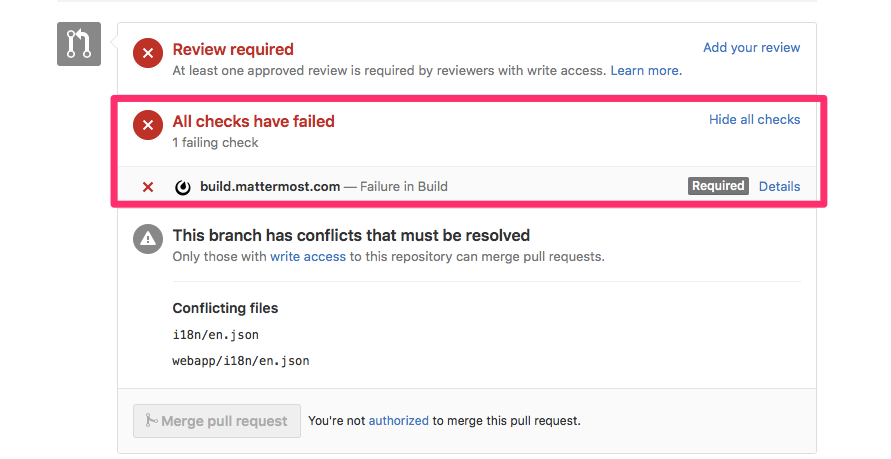 Review required
Add your review
At least one approved review is required by reviewers with write access. Learn more.
All checks have failed
Hide all checks
1 failing check
build.mattermost.com — Failure in Build
Required
Details
This branch has conflicts that must be resolved
Only those with write access to this repository can merge pull requests.
Conflicting files
i18n/en.json
webapp/i18n/en.json
Merge pull request
You're not authorized to merge this pull request.